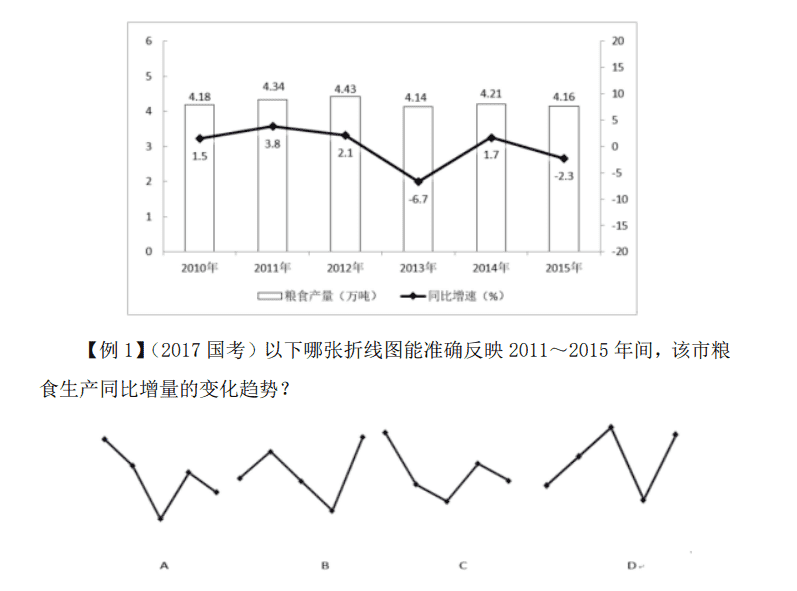 6
5
4
3
2
1
0
20
15
10
5
0
-5
-10
-15
-20
4.18
4.34
4.43
4.14
4.21
4.16
1.5
3.8
2.1
-6.7
1.7
-2.3
2010年
2011年
2012年
2013年
2014年
2015年
粮食产量（万吨）
同比增速（%）
【例 1】（2017 国考）以下哪张折线图能准确反映 2011～2015 年间，该市粮
食生产同比增量的变化趋势？
A
B
C
D